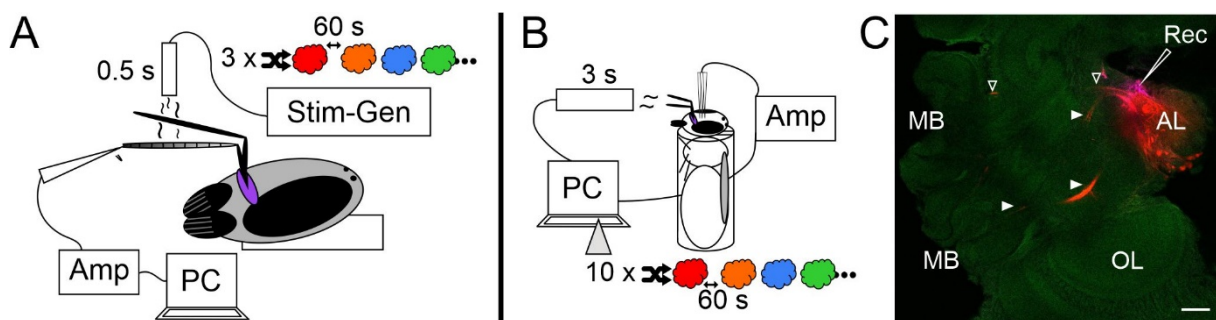 A
60 s
3 x
0.5 s
Stim-Gen
Amp
PC
B
3 s
Amp
PC
10 x
60 s
C
Rec
MB
AL
MB
OL